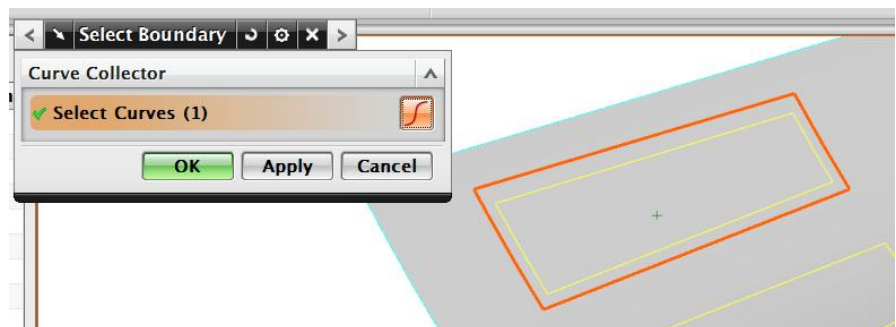 Select Boundary
Curve Collector
Select Curves (1)
OK Apply Cancel